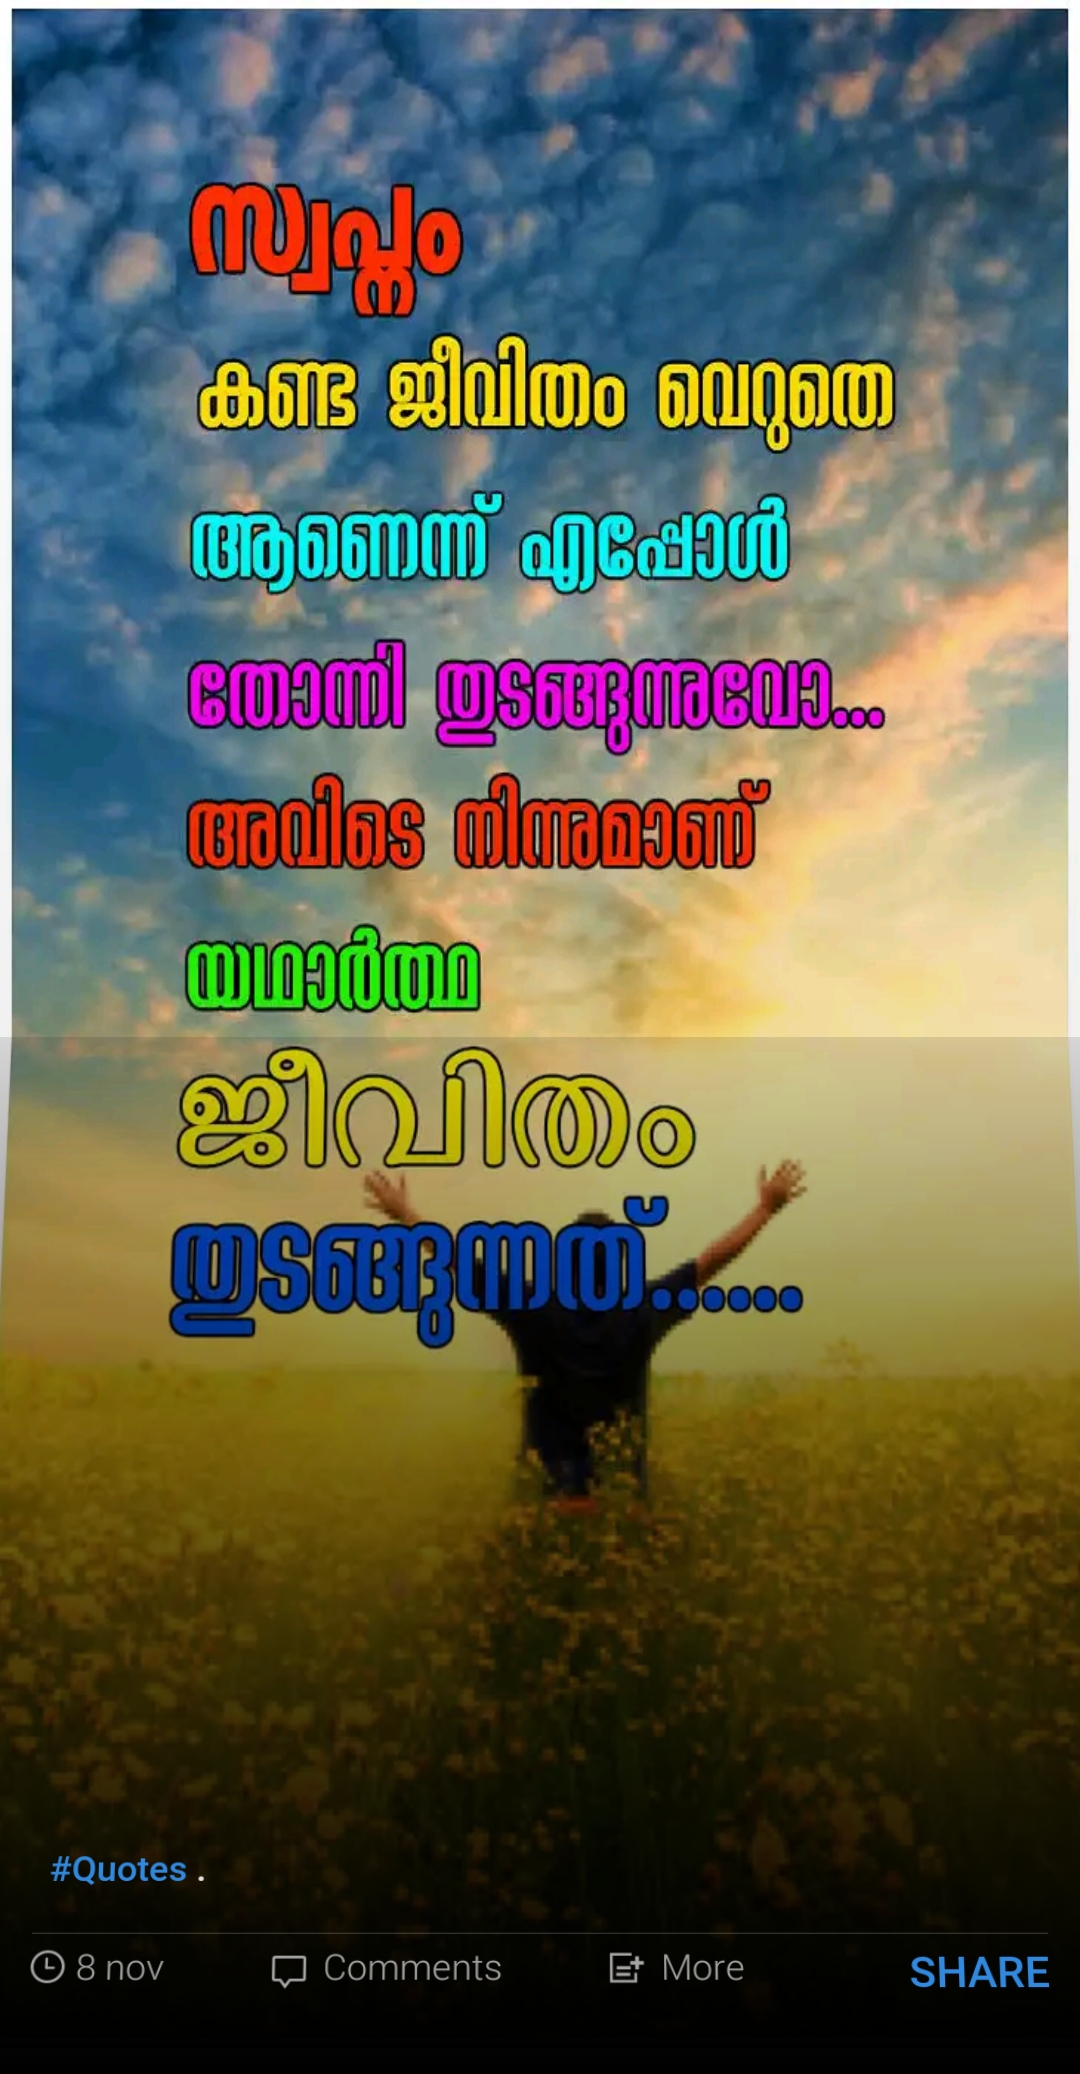 സ്വപ്നം
കണ്ട ജീവിതം വെറുതെ
ആണെന്ന് എപ്പോൾ
തോന്നി തുടങ്ങുന്നുവോ...
അവിടെ നിന്നുമാണ്
യഥാർത്ഥ
ജീവിതം
തുടങ്ങുന്നത്......
#Quotes .
8 nov Comments More SHARE